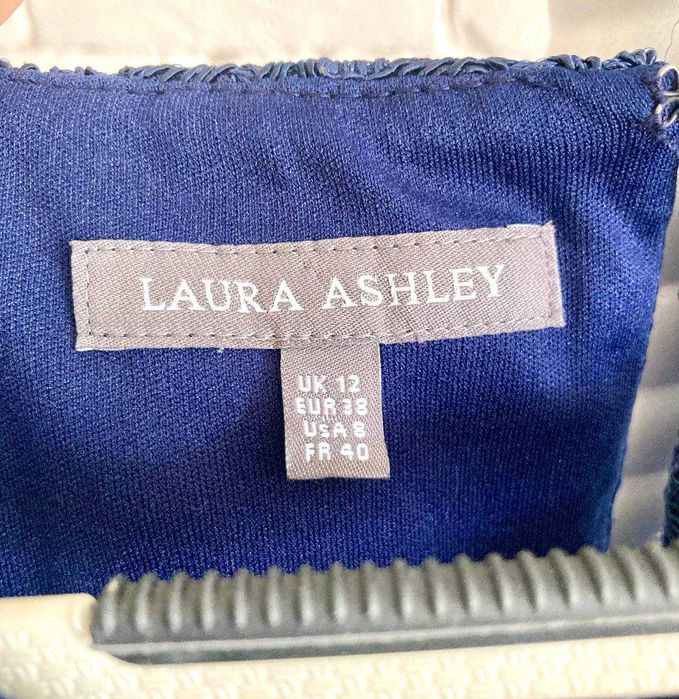 LAURA ASHLEY
UK 12
EUR 38
USA 8
FR 40